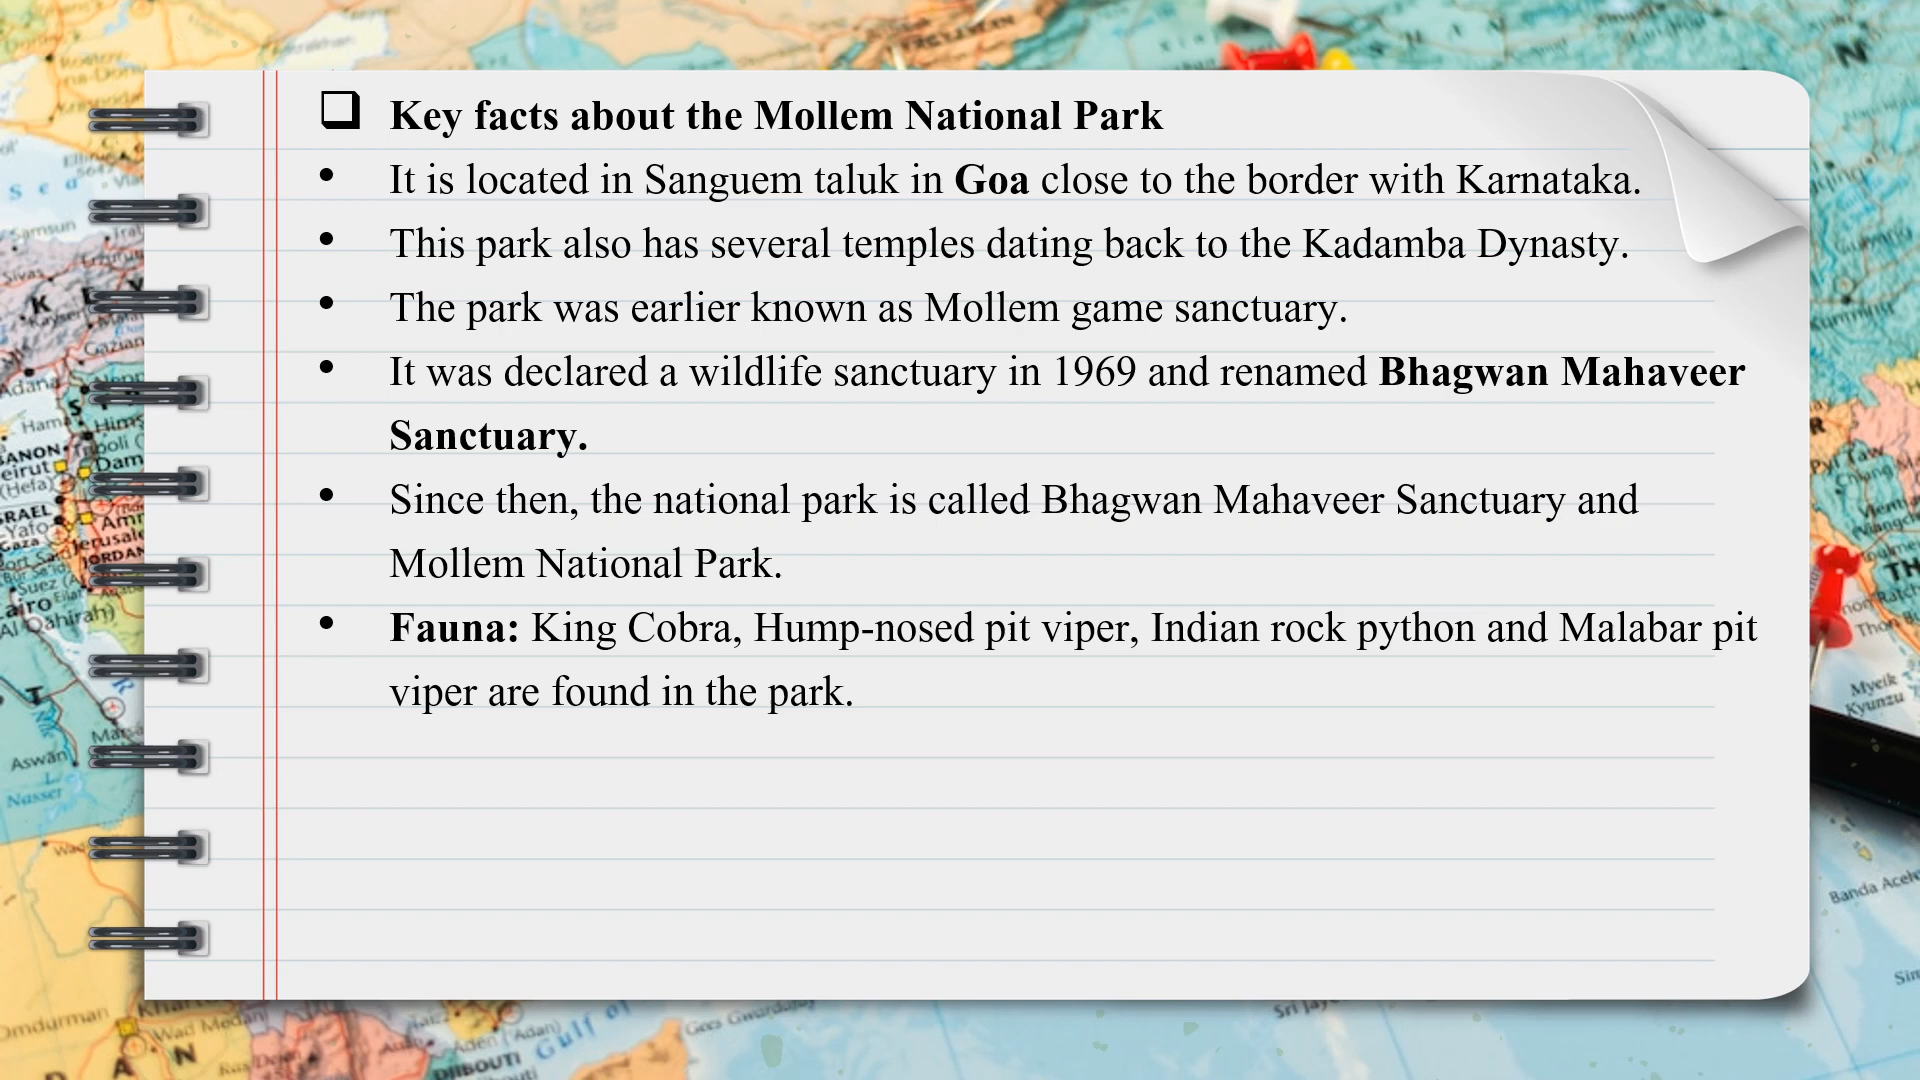 ❑ Key facts about the Mollem National Park
• It is located in Sanguem taluk in Goa close to the border with Karnataka.
• This park also has several temples dating back to the Kadamba Dynasty.
• The park was earlier known as Mollem game sanctuary.
• It was declared a wildlife sanctuary in 1969 and renamed Bhagwan Mahaveer
Sanctuary.
• Since then, the national park is called Bhagwan Mahaveer Sanctuary and
Mollem National Park.
• Fauna: King Cobra, Hump-nosed pit viper, Indian rock python and Malabar pit
viper are found in the park.